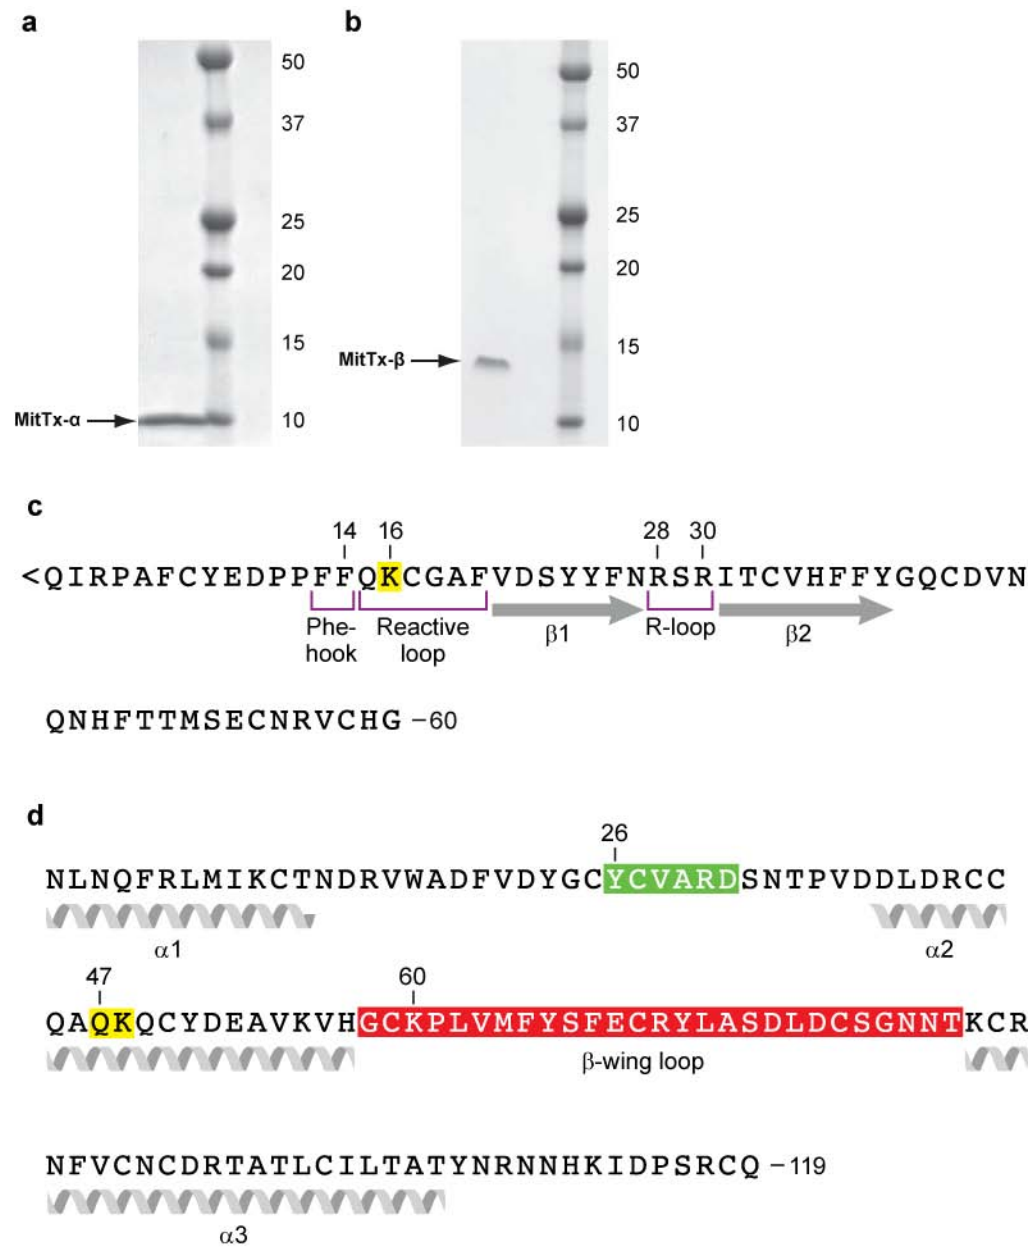 a
b
50
37
25
20
15
MitTx-α
10
50
37
25
20
MitTx-β
15
10
c
14 16 28 30
<QIRPAFCYEDPPFFQKCGAFVDSYYFNRSRITCVHFFYGQCDVN
Phe-hook
Reactive loop
β1
R-loop
β2
QNHFTTMSECNRVCHG –60
d
26
NLNQFRLMIKCTNDRVWADFVDYGCYCVARDSNTPVDDLDRCC
α1
α2
47 60
QAQKQCYDEAVKVHGCKPLVMFYSFECRYLASDLDCSGNNTKCR
β-wing loop
NFVCNCDRTATLCILTATYNRNNHKIDPSRCQ –119
α3